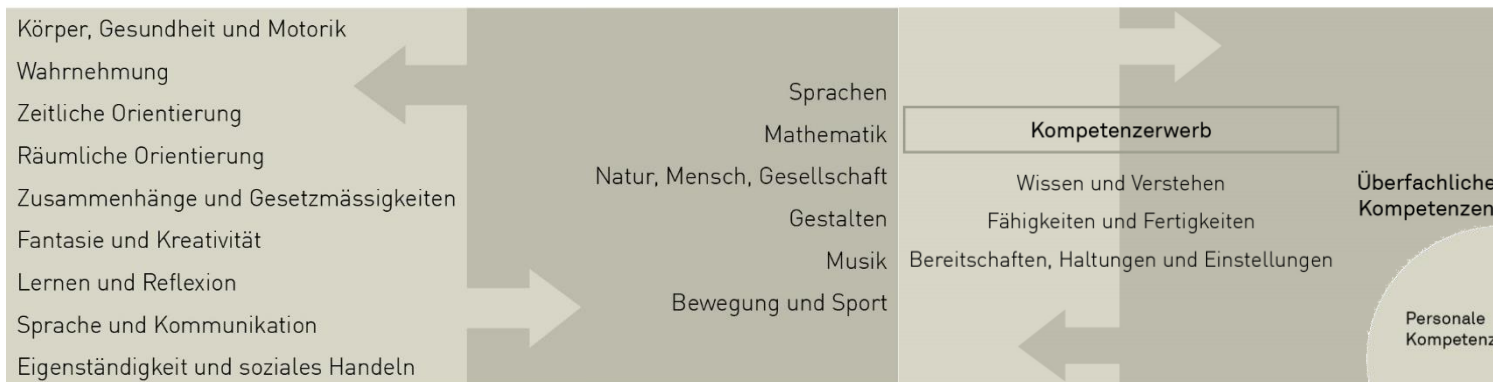 Körper, Gesundheit und Motorik
Wahrnehmung
Zeitliche Orientierung
Räumliche Orientierung
Zusammenhänge und Gesetzmässigkeiten
Fantasie und Kreativität
Lernen und Reflexion
Sprache und Kommunikation
Eigenständigkeit und soziales Handeln
Sprachen
Mathematik
Natur, Mensch, Gesellschaft
Gestalten
Musik
Bewegung und Sport
Kompetenzerwerb
Wissen und Verstehen
Fähigkeiten und Fertigkeiten
Bereitschaften, Haltungen und Einstellungen
Überfachliche
Kompetenzen
Personale
Kompetenz